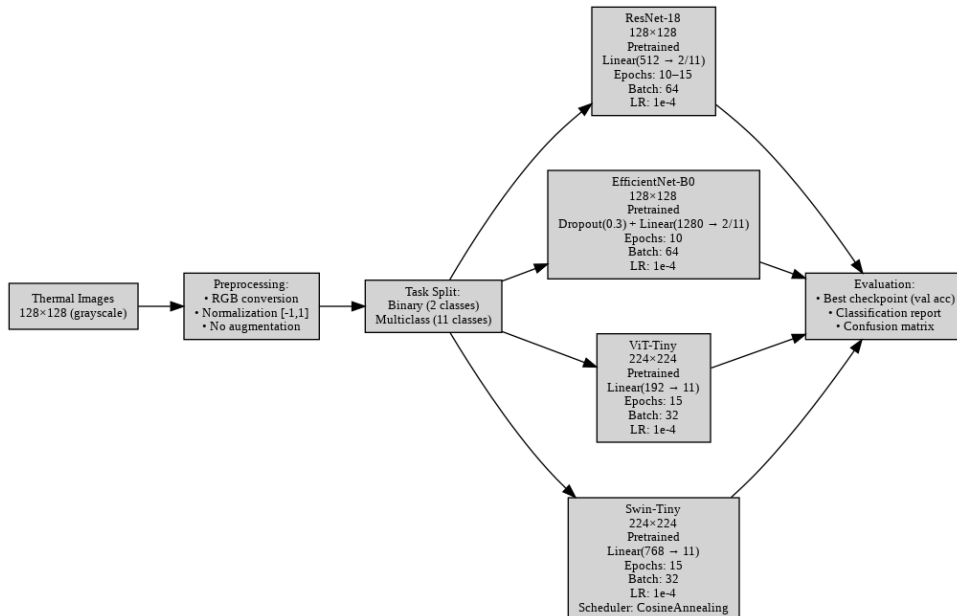 Thermal Images
128×128 (grayscale)
Preprocessing:
• RGB conversion
• Normalization [-1,1]
• No augmentation
Task Split:
Binary (2 classes)
Multiclass (11 classes)
ResNet-18
128×128
Pretrained
Linear(512 → 2/11)
Epochs: 10–15
Batch: 64
LR: 1e-4
EfficientNet-B0
128×128
Pretrained
Dropout(0.3) + Linear(1280 → 2/11)
Epochs: 10
Batch: 64
LR: 1e-4
ViT-Tiny
224×224
Pretrained
Linear(192 → 11)
Epochs: 15
Batch: 32
LR: 1e-4
Swin-Tiny
224×224
Pretrained
Linear(768 → 11)
Epochs: 15
Batch: 32
LR: 1e-4
Scheduler: CosineAnnealing
Evaluation:
• Best checkpoint (val acc)
• Classification report
• Confusion matrix